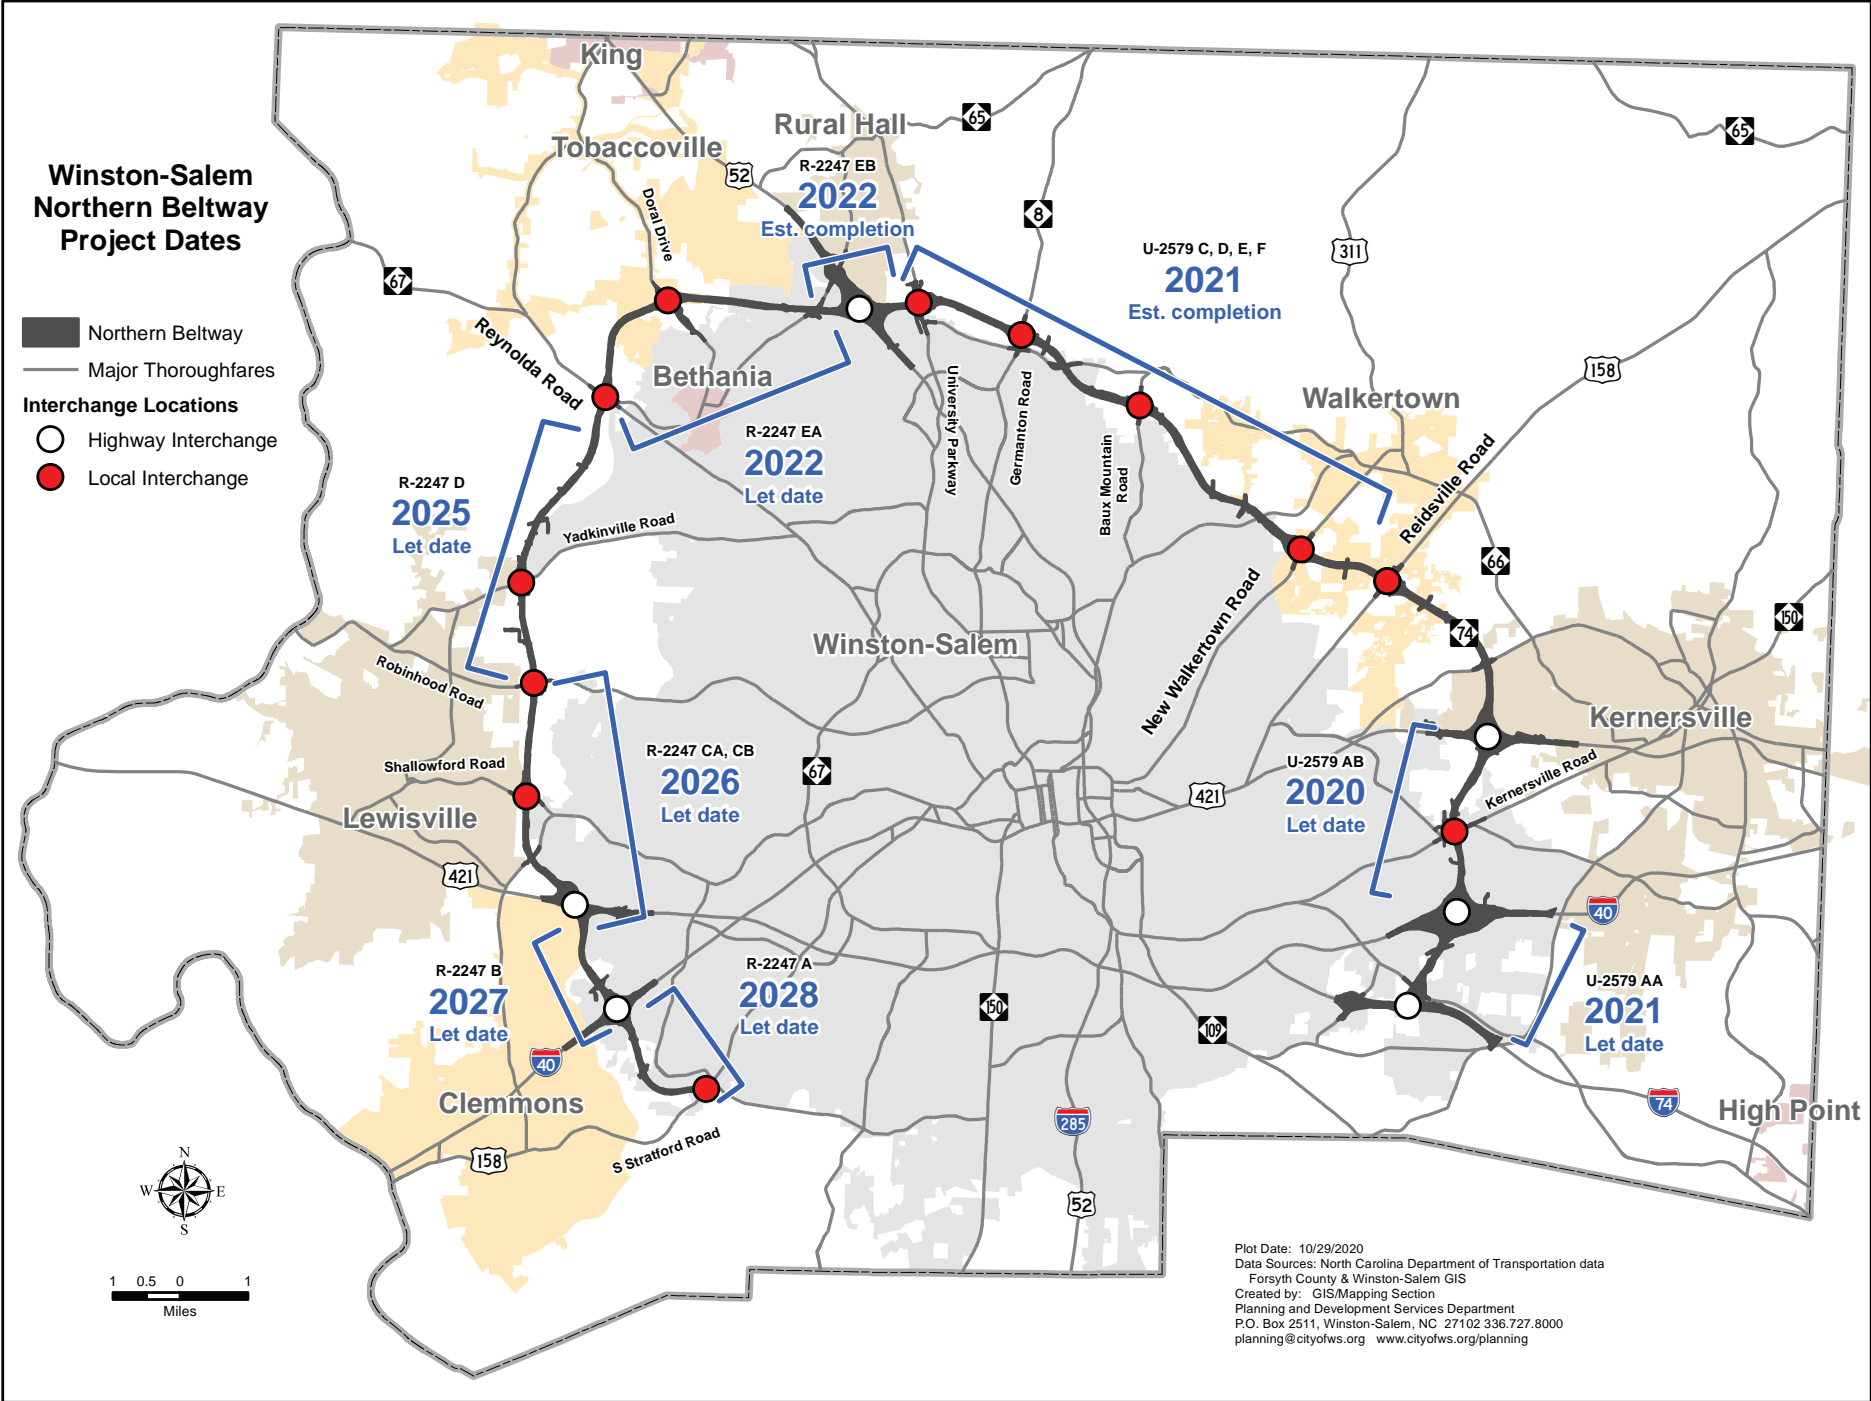 Winston-Salem
Northern Beltway
Project Dates
Northern Beltway
Major Thoroughfares
Interchange Locations
Highway Interchange
Local Interchange
King
Tobaccoville
Rural Hall
52
65
65
R-2247 EB
2022
Est. completion
8
Doral Drive
67
U-2579 C, D, E, F
2021
Est. completion
311
158
Reynolda Road
Bethania
University Parkway
Germanton Road
Baux Mountain
Road
Walkertown
Reidsville Road
R-2247 EA
2022
Let date
R-2247 D
2025
Let date
Yadkinville Road
66
150
74
New Walkertown Road
Winston-Salem
Robinhood Road
Kernersville
R-2247 CA, CB
2026
Let date
67
421
U-2579 AB
2020
Let date
Kernersville Road
Shallowford Road
Lewisville
421
40
R-2247 B
2027
Let date
R-2247 A
2028
Let date
150
109
U-2579 AA
2021
Let date
40
Clemmons
285
74
High Point
S Stratford Road
158
52
N
W
E
S
1 0.5 0 1
Miles
Plot Date: 10/29/2020
Data Sources: North Carolina Department of Transportation data
Forsyth County & Winston-Salem GIS
Created by: GIS/Mapping Section
Planning and Development Services Department
P.O. Box 2511, Winston-Salem, NC 27102 336.727.8000
planning@cityofws.org www.cityofws.org/planning